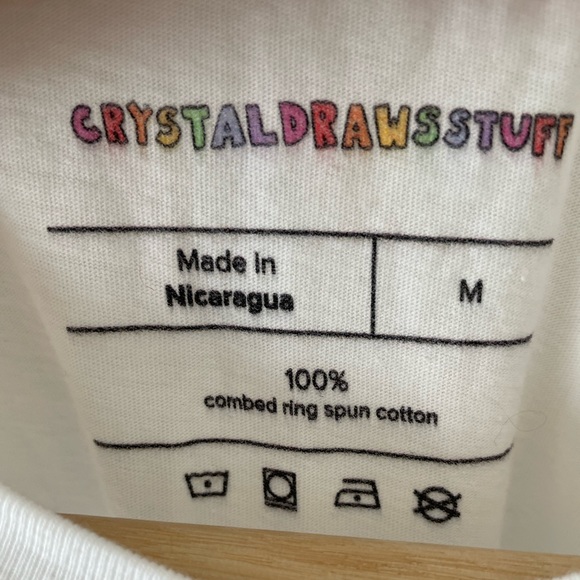 CRYSTALDRAWSSTUFF
Made In
Nicaragua
M
100%
combed ring spun cotton